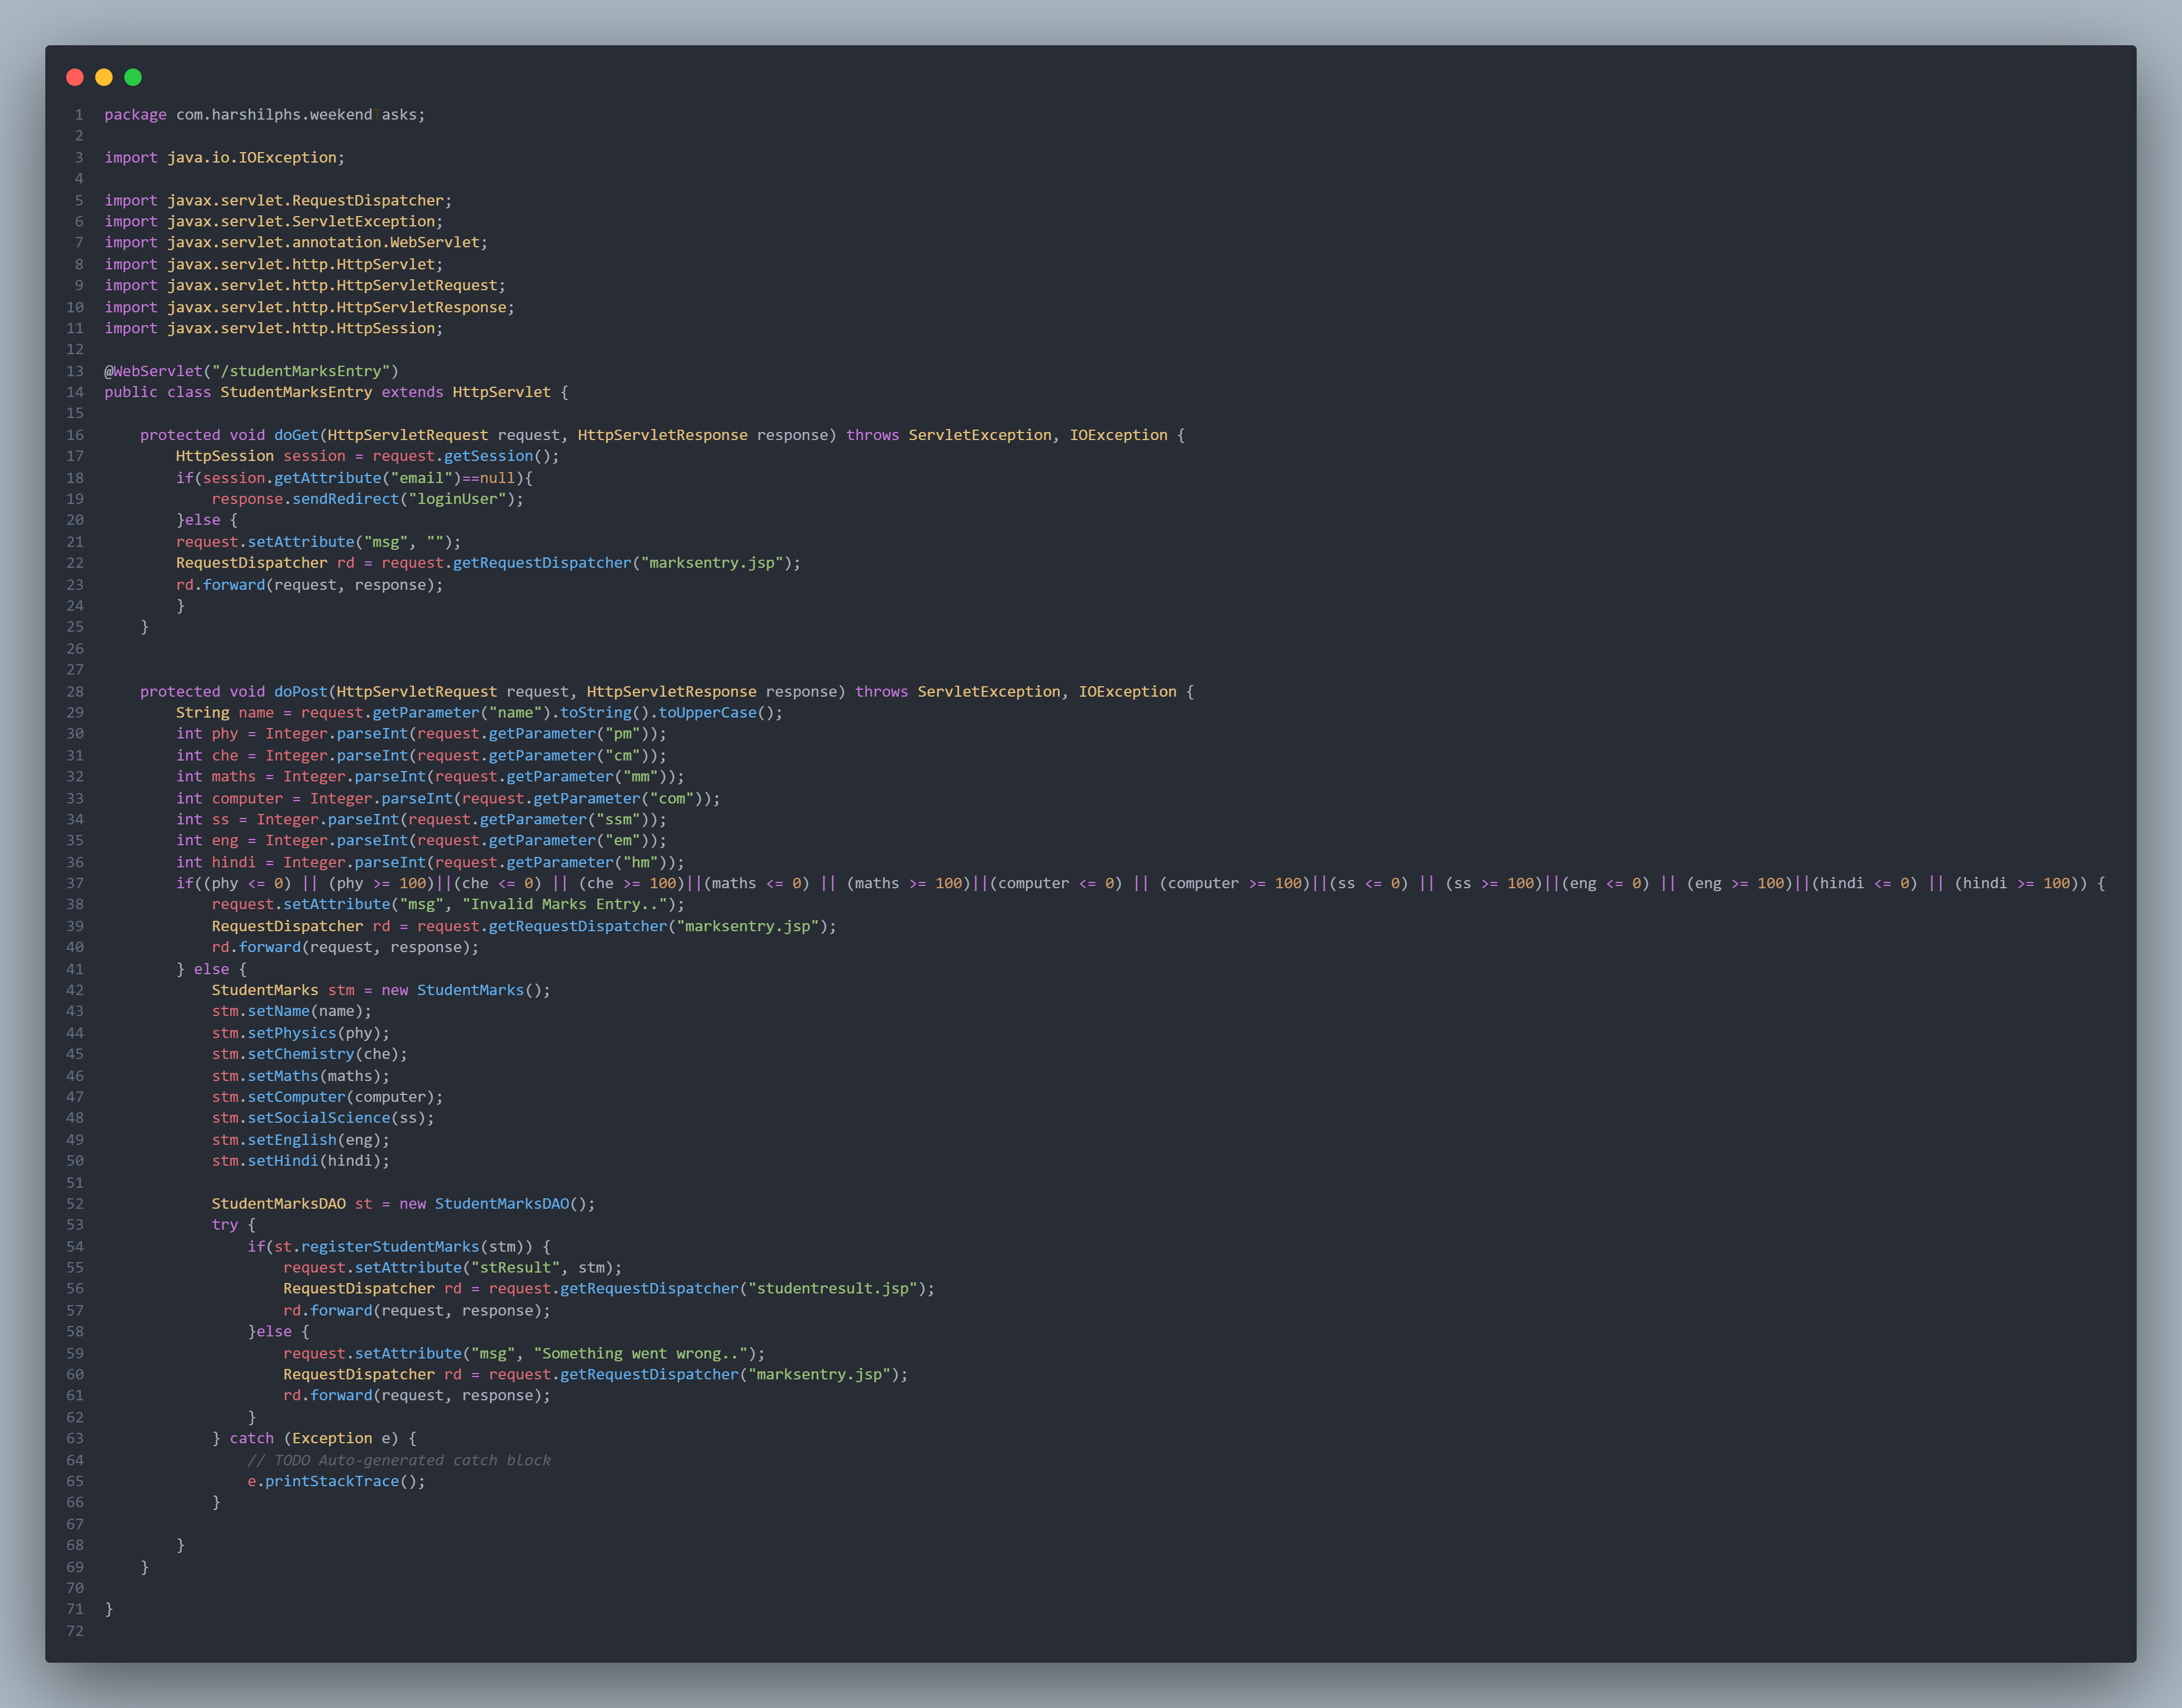 1 package com.harshilphs.weekendTasks;
2
3 import java.io.IOException;
4
5 import javax.servlet.RequestDispatcher;
6 import javax.servlet.ServletException;
7 import javax.servlet.annotation.WebServlet;
8 import javax.servlet.http.HttpServlet;
9 import javax.servlet.http.HttpServletRequest;
10 import javax.servlet.http.HttpServletResponse;
11 import javax.servlet.http.HttpSession;
12
13 @WebServlet("/studentMarksEntry")
14 public class StudentMarksEntry extends HttpServlet {
15
16     protected void doGet(HttpServletRequest request, HttpServletResponse response) throws ServletException, IOException {
17         HttpSession session = request.getSession();
18         if(session.getAttribute("email")==null){
19             response.sendRedirect("loginUser");
20         }else {
21         request.setAttribute("msg", "");
22         RequestDispatcher rd = request.getRequestDispatcher("marksentry.jsp");
23         rd.forward(request, response);
24         }
25     }
26
27
28     protected void doPost(HttpServletRequest request, HttpServletResponse response) throws ServletException, IOException {
29         String name = request.getParameter("name").toString().toUpperCase();
30         int phy = Integer.parseInt(request.getParameter("pm"));
31         int che = Integer.parseInt(request.getParameter("cm"));
32         int maths = Integer.parseInt(request.getParameter("mm"));
33         int computer = Integer.parseInt(request.getParameter("com"));
34         int ss = Integer.parseInt(request.getParameter("ssm"));
35         int eng = Integer.parseInt(request.getParameter("em"));
36         int hindi = Integer.parseInt(request.getParameter("hm"));
37         if((phy <= 0) || (phy >= 100)||(che <= 0) || (che >= 100)||(maths <= 0) || (maths >= 100)||(computer <= 0) || (computer >= 100)||(ss <= 0) || (ss >= 100)||(eng <= 0) || (eng >= 100)||(hindi <= 0) || (hindi >= 100)) {
38             request.setAttribute("msg", "Invalid Marks Entry..");
39             RequestDispatcher rd = request.getRequestDispatcher("marksentry.jsp");
40             rd.forward(request, response);
41         } else {
42             StudentMarks stm = new StudentMarks();
43             stm.setName(name);
44             stm.setPhysics(phy);
45             stm.setChemistry(che);
46             stm.setMaths(maths);
47             stm.setComputer(computer);
48             stm.setSocialScience(ss);
49             stm.setEnglish(eng);
50             stm.setHindi(hindi);
51
52             StudentMarksDAO st = new StudentMarksDAO();
53             try {
54                 if(st.registerStudentMarks(stm)) {
55                     request.setAttribute("stResult", stm);
56                     RequestDispatcher rd = request.getRequestDispatcher("studentresult.jsp");
57                     rd.forward(request, response);
58                 }else {
59                     request.setAttribute("msg", "Something went wrong..");
60                     RequestDispatcher rd = request.getRequestDispatcher("marksentry.jsp");
61                     rd.forward(request, response);
62                 }
63             } catch (Exception e) {
64                 // TODO Auto-generated catch block
65                 e.printStackTrace();
66             }
67
68         }
69     }
70
71 }
72